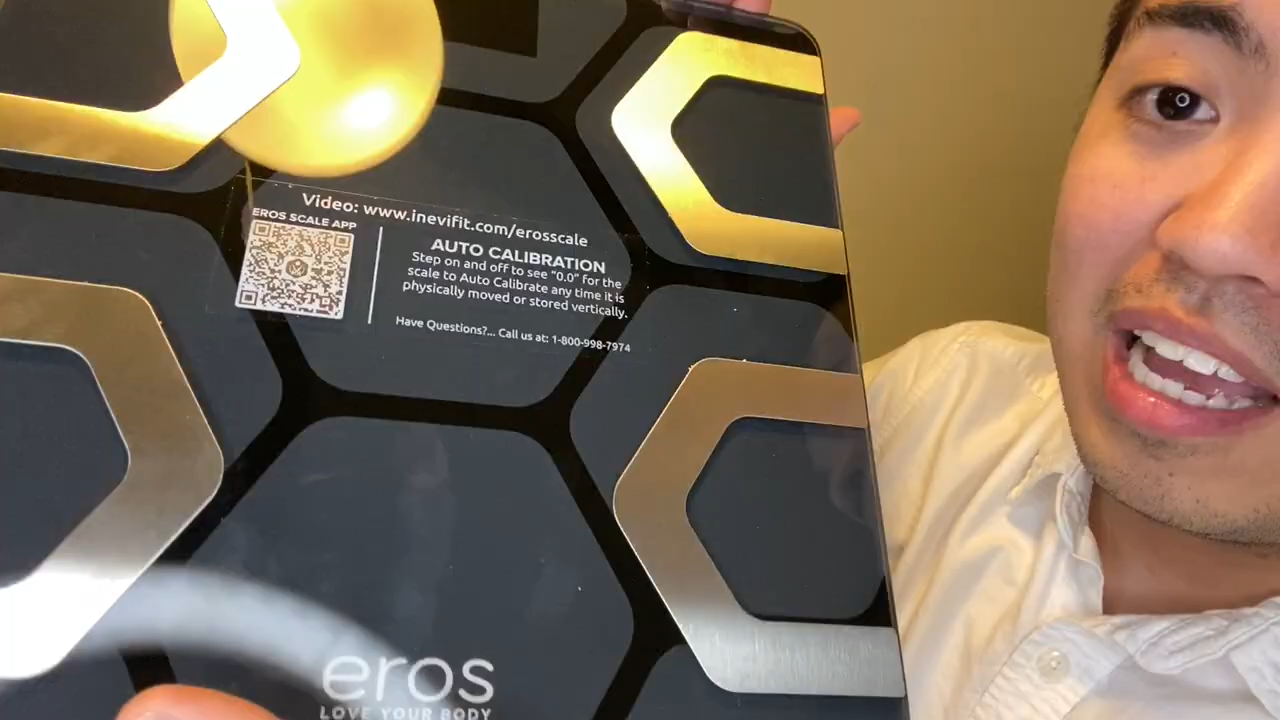 Video: www.inevifit.com/erosscale
EROS SCALE APP
AUTO CALIBRATION
Step on and off to see “0.0” for the
scale to Auto Calibrate any time it is
physically moved or stored vertically.
Have Questions?... Call us at: 1-800-998-7974
eros
LOVE YOUR BODY